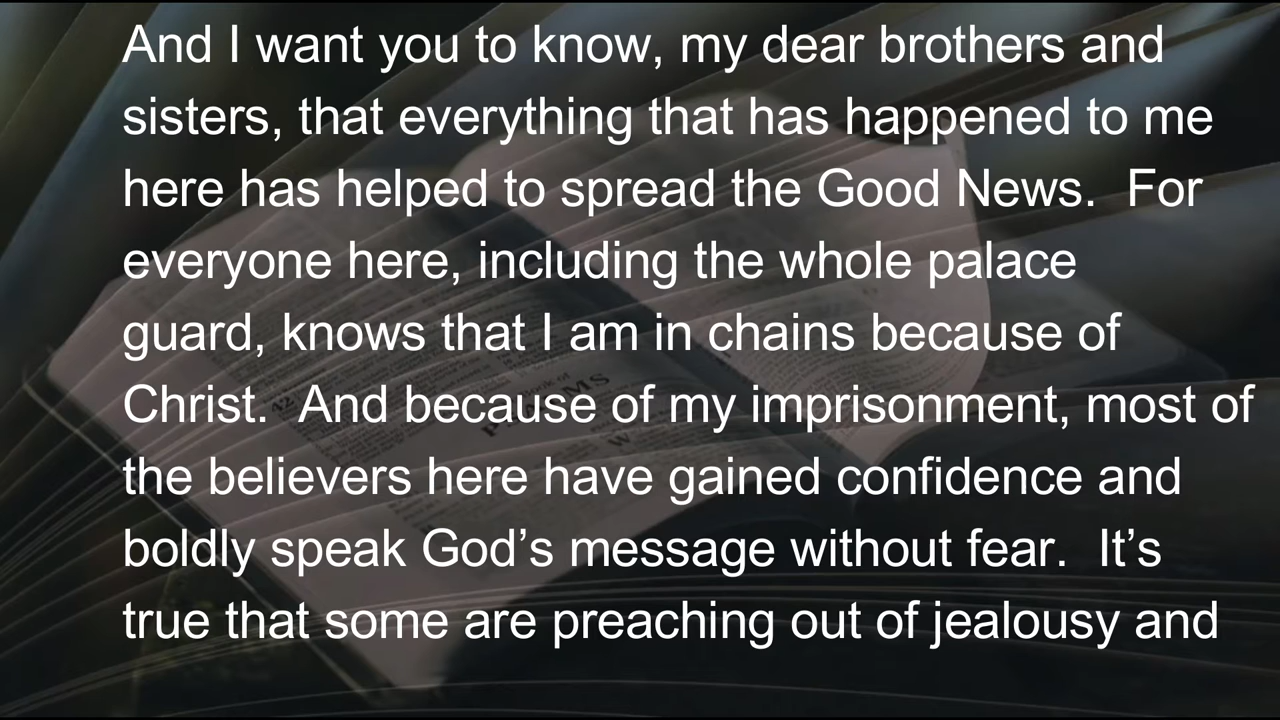 And I want you to know, my dear brothers and
sisters, that everything that has happened to me
here has helped to spread the Good News.  For
everyone here, including the whole palace
guard, knows that I am in chains because of
Christ.  And because of my imprisonment, most of
the believers here have gained confidence and
boldly speak God’s message without fear.  It’s
true that some are preaching out of jealousy and